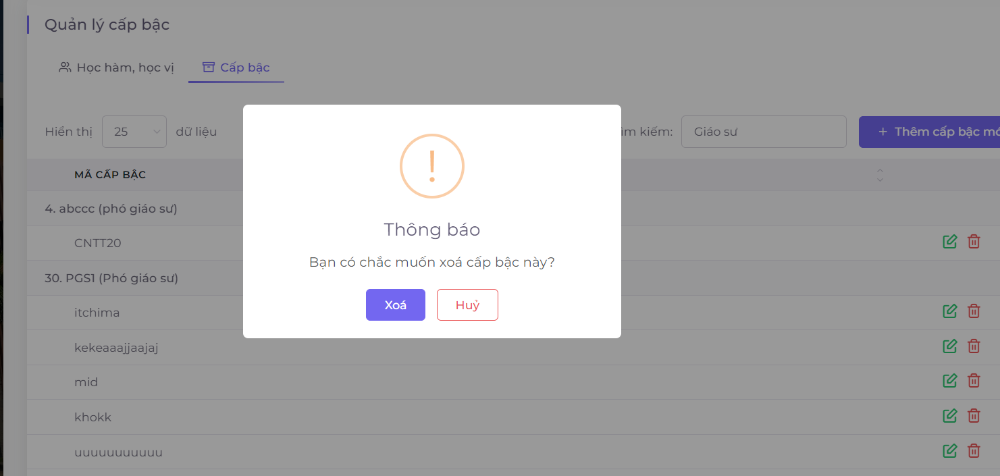 Quản lý cấp bậc
Học hàm, học vị Cấp bậc
Hiển thị 25 dữ liệu ìm kiếm: Giáo sư + Thêm cấp bậc mớ
MÃ CẤP BẬC
4. abccc (phó giáo sư)
CNTT20
30. PGS1 (Phó giáo sư)
itchima
kekeaaajjaajaj
mid
khokk
uuuuuuuuuuu
!
Thông báo
Bạn có chắc muốn xoá cấp bậc này?
Xoá Huỷ